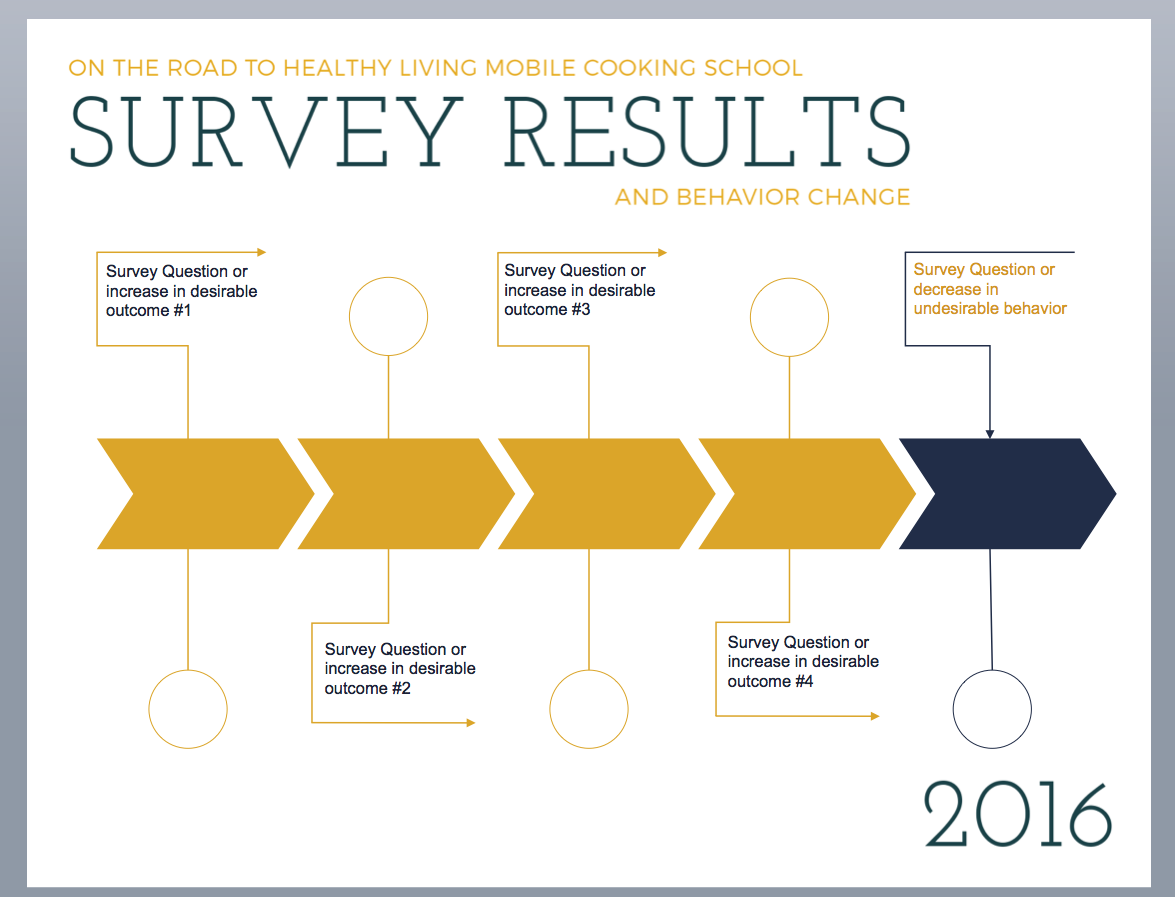 ON THE ROAD TO HEALTHY LIVING MOBILE COOKING SCHOOL
SURVEY RESULTS
AND BEHAVIOR CHANGE
Survey Question or
increase in desirable
outcome #1
Survey Question or
increase in desirable
outcome #3
Survey Question or
decrease in
undesirable behavior
Survey Question or
increase in desirable
outcome #2
Survey Question or
increase in desirable
outcome #4
2016